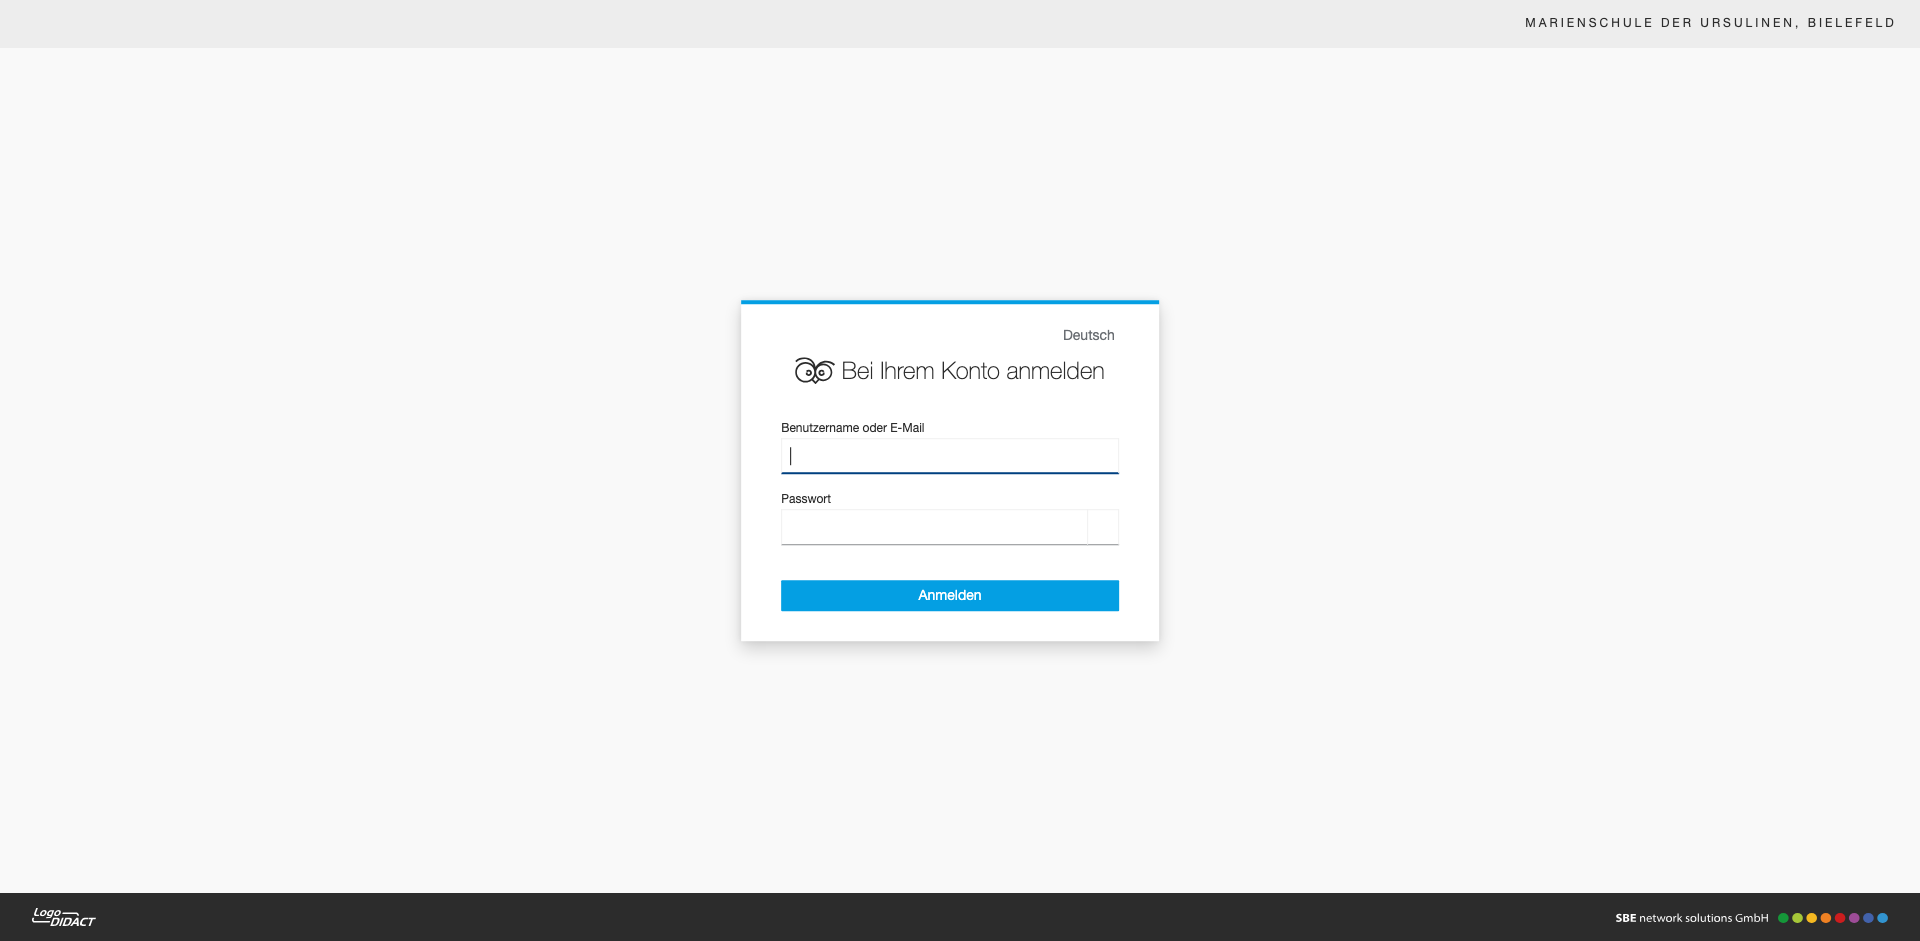 MARIENSCHULE DER URSULINEN, BIELEFELD
Deutsch
Bei Ihrem Konto anmelden
Benutzername oder E-Mail
Passwort
Anmelden
Logo DIDACT
SBE network solutions GmbH